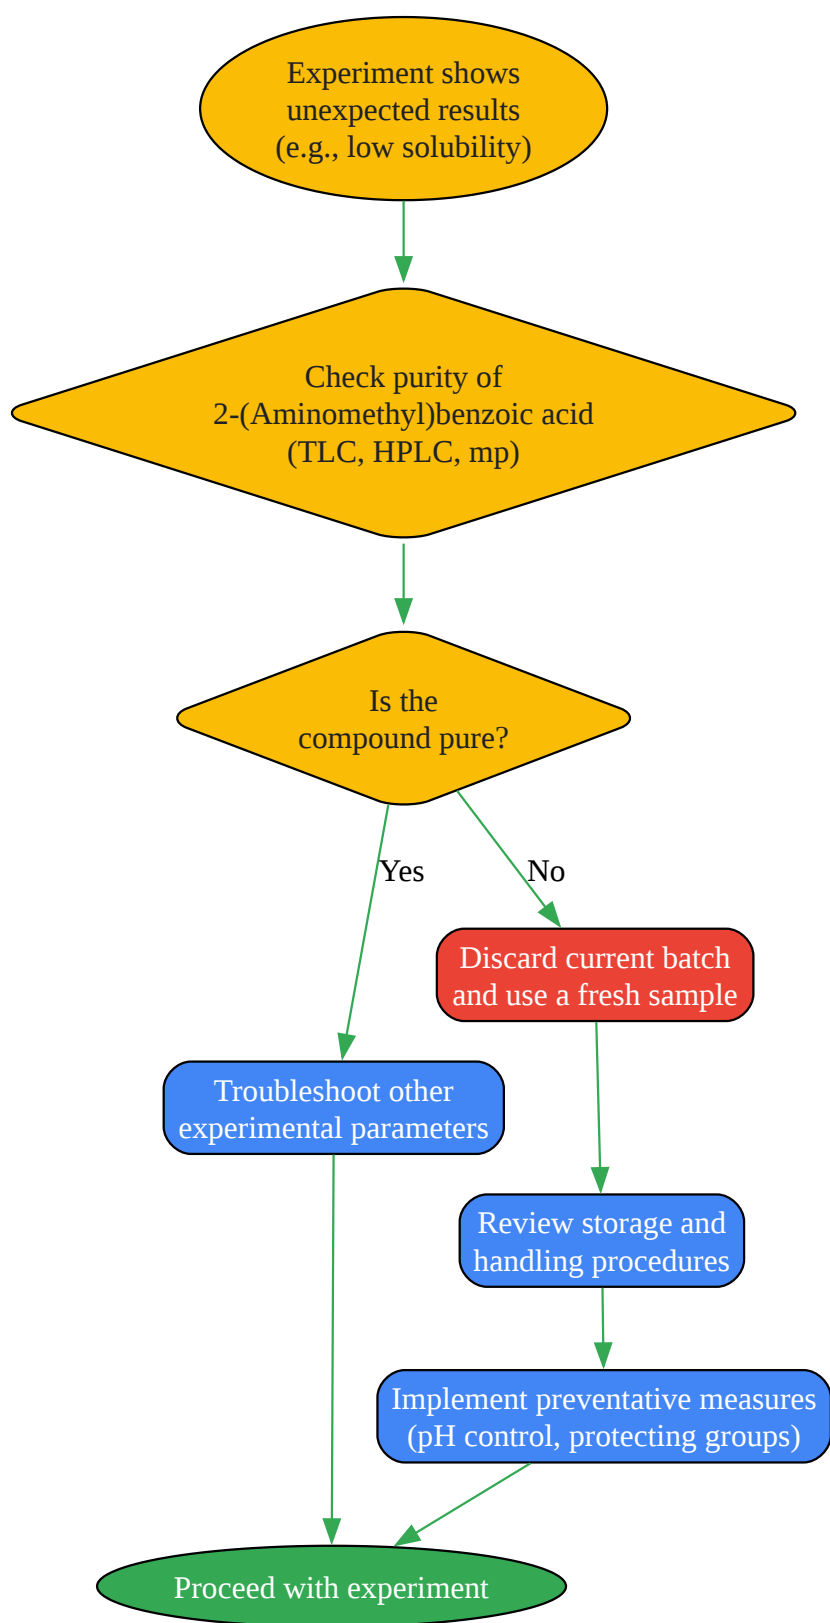 Experiment shows
unexpected results
(e.g., low solubility)
Check purity of
2-(Aminomethyl)benzoic acid
(TLC, HPLC, mp)
Is the
compound pure?
Yes
No
Discard current batch
and use a fresh sample
Troubleshoot other
experimental parameters
Review storage and
handling procedures
Implement preventative measures
(pH control, protecting groups)
Proceed with experiment